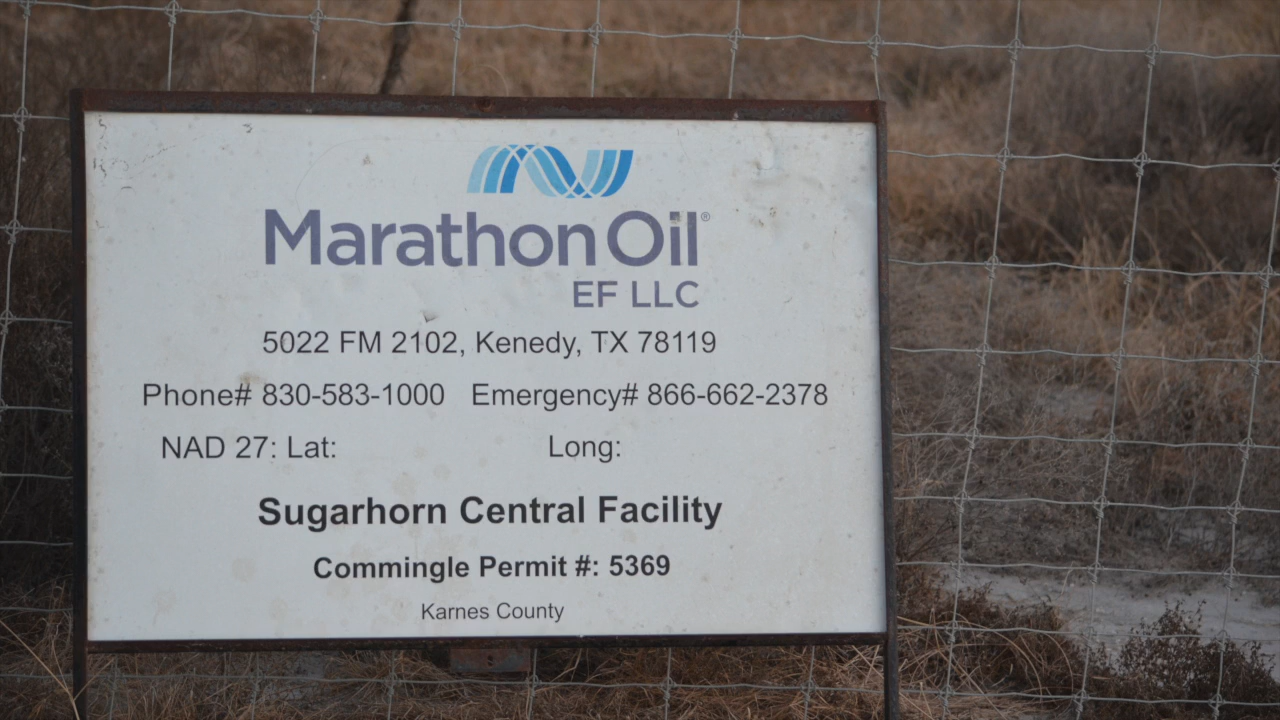 Marathon Oil®
EF LLC
5022 FM 2102, Kenedy, TX 78119
Phone# 830-583-1000 Emergency# 866-662-2378
NAD 27: Lat: Long:
Sugarhorn Central Facility
Commingle Permit #: 5369
Karnes County